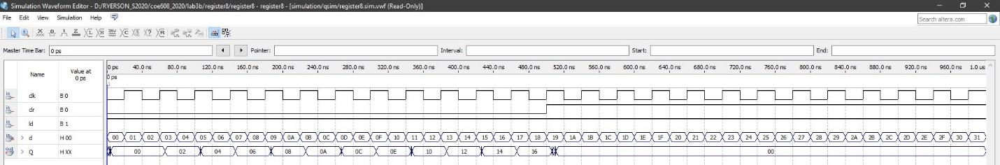 Simulation Waveform Editor - D:/RYERSON_S2020/coe608_2020/lab3b/register8/register8 - register8 - [simulation/qsim/register8.sim.vwf (Read-Only)]
File Edit View Simulation Help
Search altera.com
Master Time Bar: 0 ps Pointer: Interval: Start: End:
Name Value at 0 ps
0 ps 40.0 ns 80.0 ns 120.0 ns 160.0 ns 200.0 ns 240.0 ns 280.0 ns 320.0 ns 360.0 ns 400.0 ns 440.0 ns 480.0 ns 520.0 ns 560.0 ns 600.0 ns 640.0 ns 680.0 ns 720.0 ns 760.0 ns 800.0 ns 840.0 ns 880.0 ns 920.0 ns 960.0 ns 1.0 us
0 ps
in clk B 0
in clr B 0
in ld B 1
in > d H 00 00 01 02 03 04 05 06 07 08 09 0A 0B 0C 0D 0E 0F 10 11 12 13 14 15 16 17 18 19 1A 1B 1C 1D 1E 1F 20 21 22 23 24 25 26 27 28 29 2A 2B 2C 2D 2E 2F 30 31
out > Q H XX 00 02 04 06 08 0A 0C 0E 10 12 14 16 00